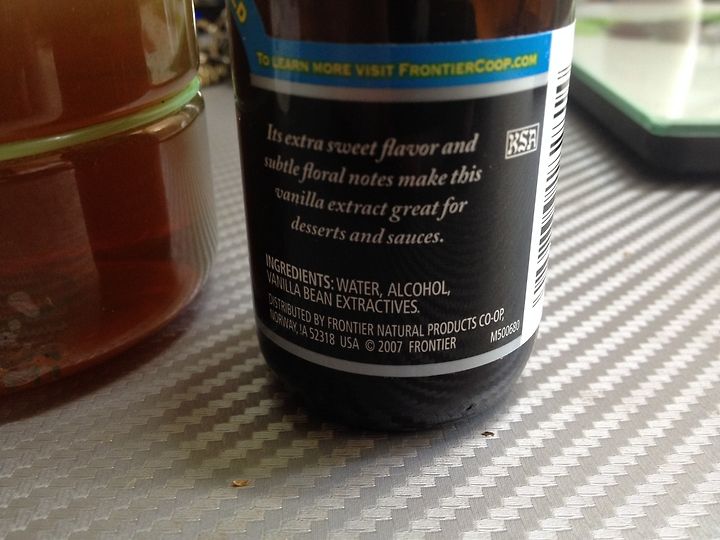 TO LEARN MORE VISIT FRONTIERCOOP.COM
KSA
Its extra sweet flavor and
subtle floral notes make this
vanilla extract great for
desserts and sauces.
INGREDIENTS: WATER, ALCOHOL,
VANILLA BEAN EXTRACTIVES.
DISTRIBUTED BY FRONTIER NATURAL PRODUCTS CO-OP,
NORWAY, IA 52318 USA © 2007 FRONTIER
M500680